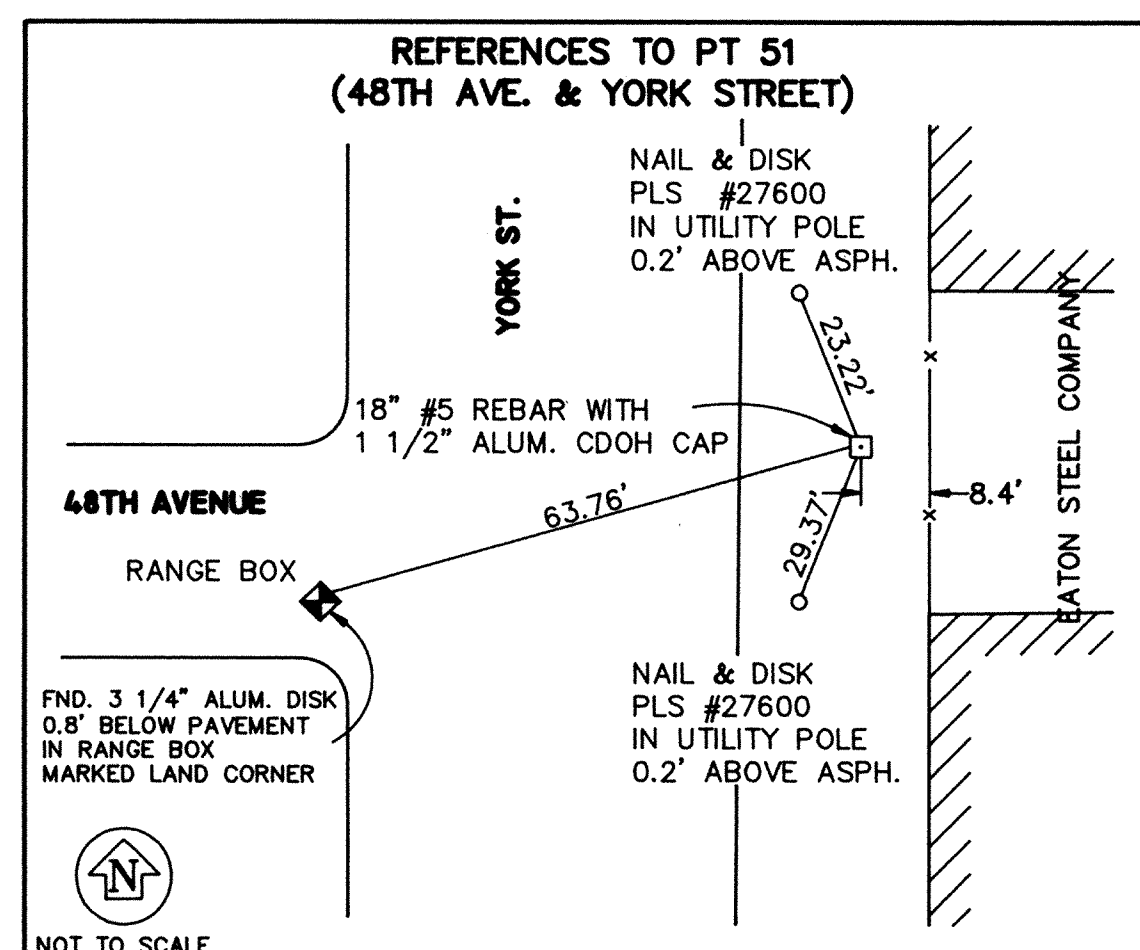 REFERENCES TO PT 51
(48TH AVE. & YORK STREET)
NAIL & DISK
PLS #27600
IN UTILITY POLE
0.2' ABOVE ASPH.
YORK ST.
23.22'
EATON STEEL COMPANY
18" #5 REBAR WITH
1 1/2" ALUM. CDOH CAP
48TH AVENUE
63.76'
29.37'
8.4'
RANGE BOX
FND. 3 1/4" ALUM. DISK
0.8' BELOW PAVEMENT
IN RANGE BOX
MARKED LAND CORNER
NAIL & DISK
PLS #27600
IN UTILITY POLE
0.2' ABOVE ASPH.
N
NOT TO SCALE